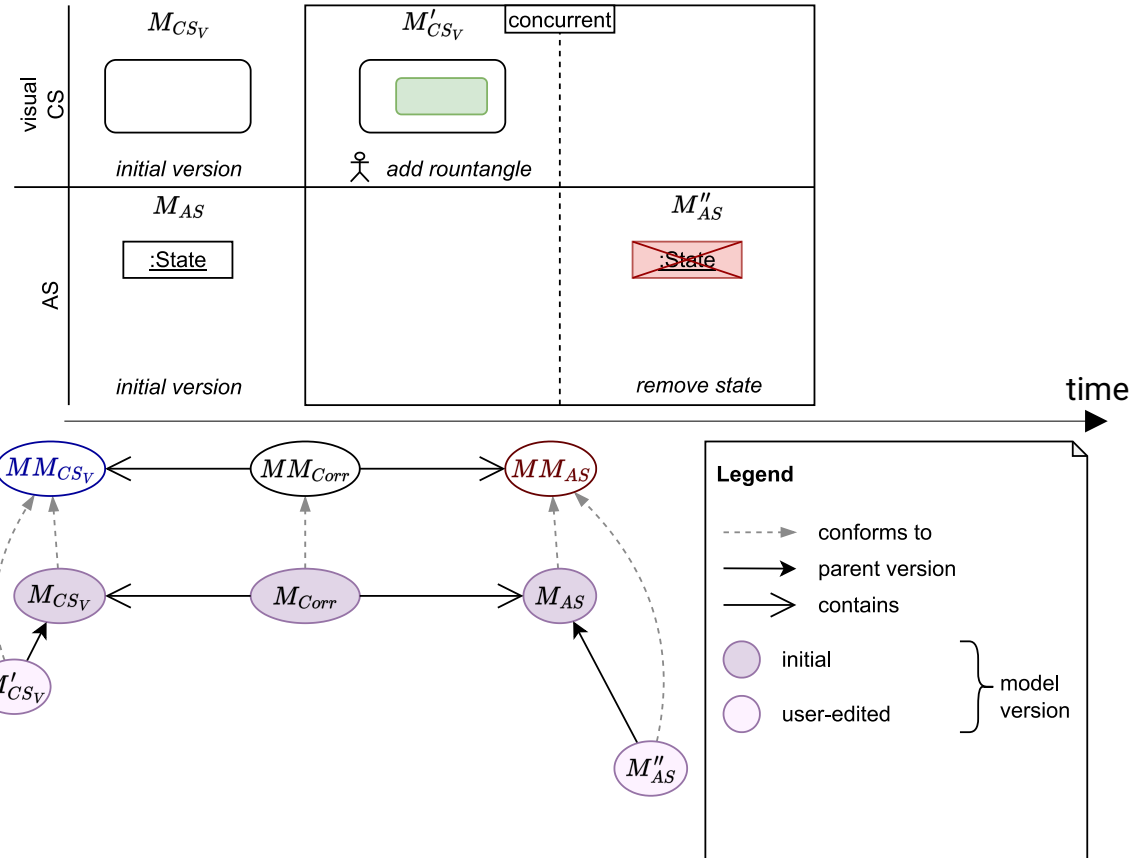 M_{CS_V}
M'_{CS_V}
concurrent
visual
CS
initial version
add rountangle
M_{AS}
M''_{AS}
:State
:State
AS
initial version
remove state
time
MM_{CS_V}
MM_{Corr}
MM_{AS}
Legend
conforms to
parent version
contains
M_{CS_V}
M_{Corr}
M_{AS}
initial
user-edited
model
version
M'_{CS_V}
M''_{AS}